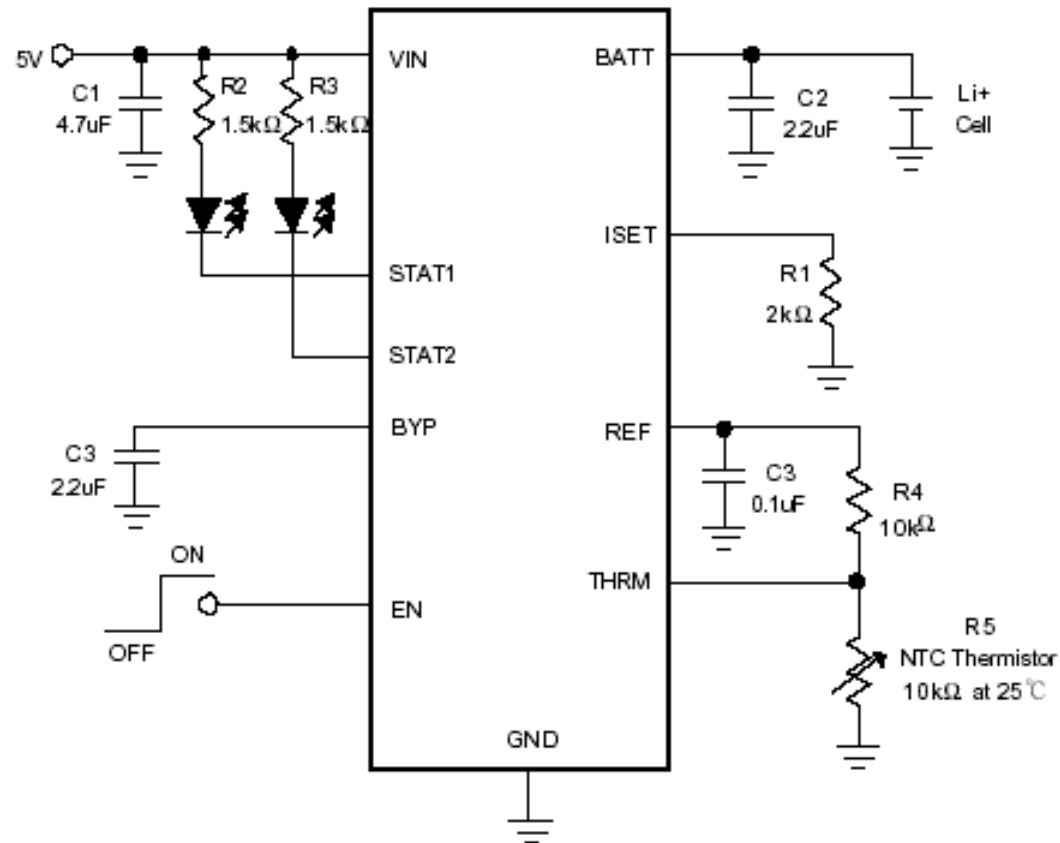 5V
C1
4.7uF
R2
1.5kΩ
R3
1.5kΩ
VIN
BATT
C2
2.2uF
Li+
Cell
ISET
R1
2kΩ
STAT1
STAT2
BYP
C3
2.2uF
REF
C3
0.1uF
R4
10kΩ
ON
OFF
EN
THRM
R5
NTC Thermistor
10kΩ at 25℃
GND